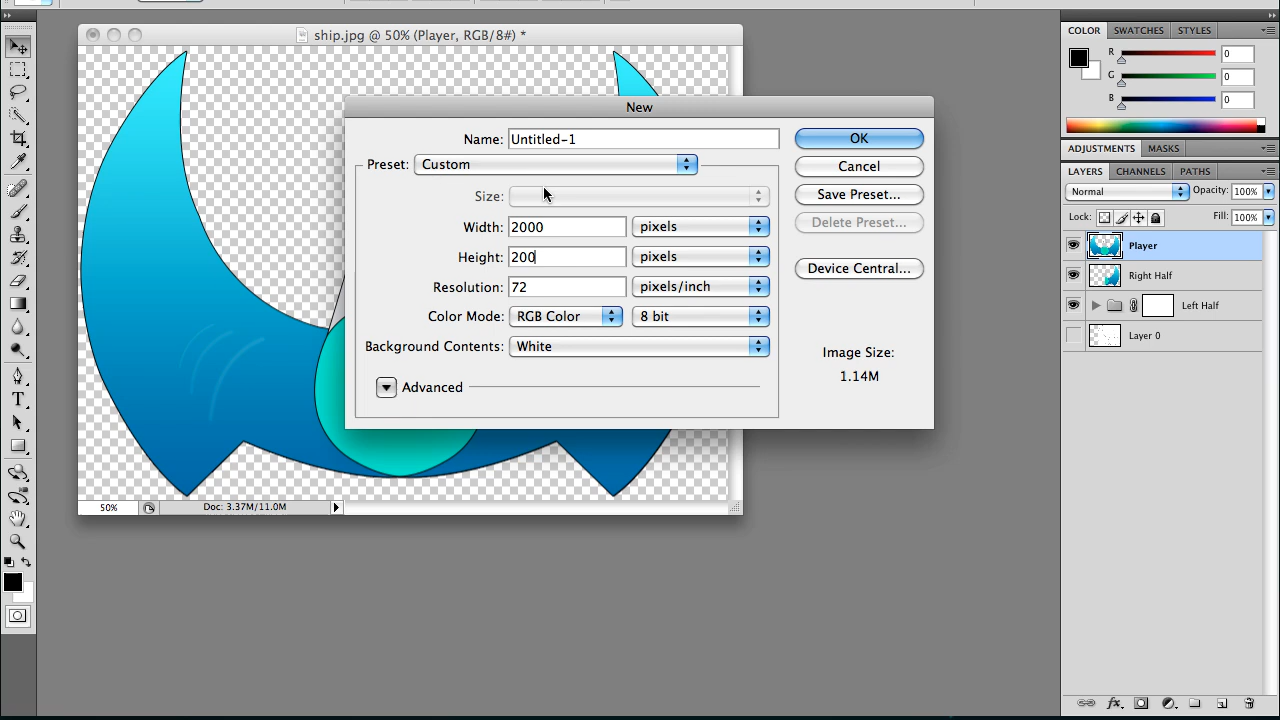 ship.jpg @ 50% (Player, RGB/8#) *
New
Name: Untitled-1
Preset: Custom
Size:
Width: 2000 pixels
Height: 200 pixels
Resolution: 72 pixels/inch
Color Mode: RGB Color 8 bit
Background Contents: White
Advanced
OK
Cancel
Save Preset...
Delete Preset...
Device Central...
Image Size:
1.14M
50% Doc: 3.37M/11.0M
COLOR SWATCHES STYLES
R 0
G 0
B 0
ADJUSTMENTS MASKS
LAYERS CHANNELS PATHS
Normal Opacity: 100%
Lock: Fill: 100%
Player
Right Half
Left Half
Layer 0